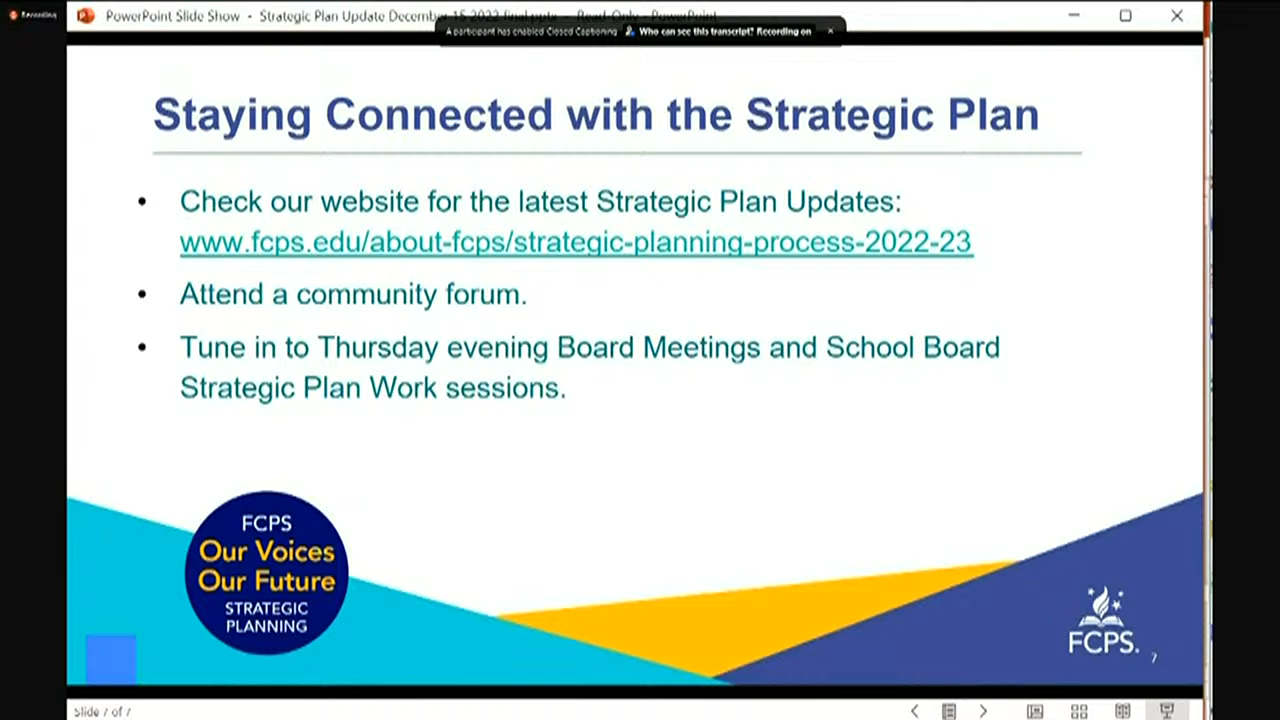 Recording
PowerPoint Slide Show - Strategic Plan Update December 15 2022 final.pptx - Read-Only - PowerPoint
A participant has enabled Closed Captioning Who can see this transcript? Recording on
Staying Connected with the Strategic Plan
• Check our website for the latest Strategic Plan Updates:
www.fcps.edu/about-fcps/strategic-planning-process-2022-23
• Attend a community forum.
• Tune in to Thursday evening Board Meetings and School Board
Strategic Plan Work sessions.
FCPS
Our Voices
Our Future
STRATEGIC
PLANNING
FCPS.
7
Slide 7 of 7